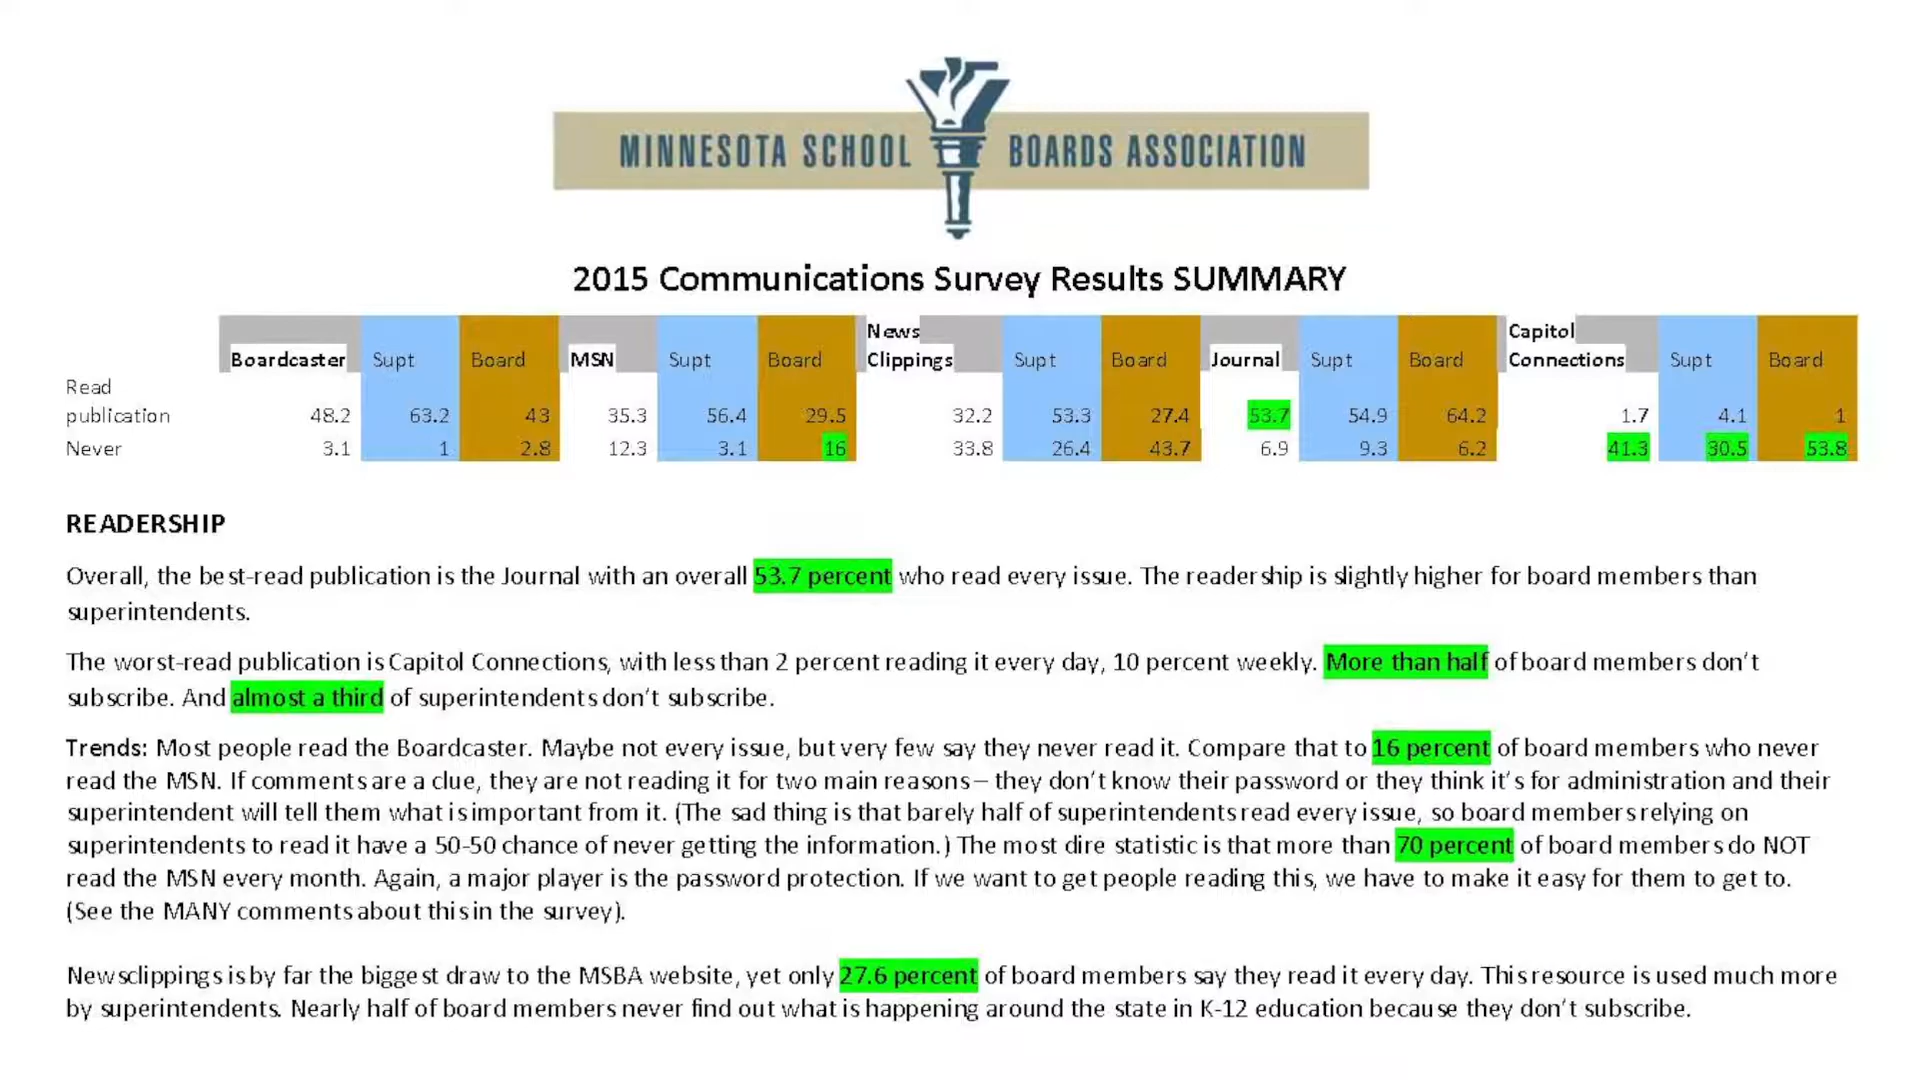 MINNESOTA SCHOOL BOARDS ASSOCIATION
2015 Communications Survey Results SUMMARY
Boardcaster Supt Board MSN Supt Board News Clippings Supt Board Journal Supt Board Capitol Connections Supt Board
Read publication 48.2 63.2 43 35.3 56.4 29.5 32.2 53.3 27.4 53.7 54.9 64.2 1.7 4.1 1
Never 3.1 1 2.8 12.3 3.1 16 33.8 26.4 43.7 6.9 9.3 6.2 41.3 30.5 53.8
READERSHIP
Overall, the best-read publication is the Journal with an overall 53.7 percent who read every issue. The readership is slightly higher for board members than
superintendents.
The worst-read publication is Capitol Connections, with less than 2 percent reading it every day, 10 percent weekly. More than half of board members don't
subscribe. And almost a third of superintendents don't subscribe.
Trends: Most people read the Boardcaster. Maybe not every issue, but very few say they never read it. Compare that to 16 percent of board members who never
read the MSN. If comments are a clue, they are not reading it for two main reasons – they don't know their password or they think it's for administration and their
superintendent will tell them what is important from it. (The sad thing is that barely half of superintendents read every issue, so board members relying on
superintendents to read it have a 50-50 chance of never getting the information.) The most dire statistic is that more than 70 percent of board members do NOT
read the MSN every month. Again, a major player is the password protection. If we want to get people reading this, we have to make it easy for them to get to.
(See the MANY comments about this in the survey).
Newsclippings is by far the biggest draw to the MSBA website, yet only 27.6 percent of board members say they read it every day. This resource is used much more
by superintendents. Nearly half of board members never find out what is happening around the state in K-12 education because they don't subscribe.